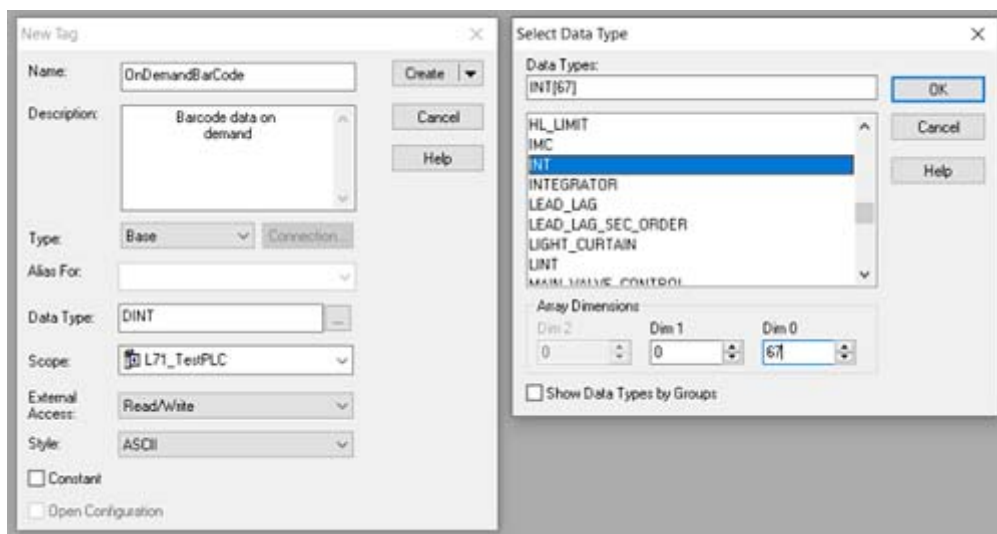 New Tag
Name:
OnDemandBarCode
Create
Description:
Barcode data on
demand
Cancel
Help
Type:
Base
Connection...
Alias For:
Data Type:
DINT
...
Scope:
L71_TestPLC
External
Access:
Read/Write
Style:
ASCII
Constant
Open Configuration
Select Data Type
Data Types:
INT[67]
OK
Cancel
Help
HL_LIMIT
IMC
INT
INTEGRATOR
LEAD_LAG
LEAD_LAG_SEC_ORDER
LIGHT_CURTAIN
LINT
MAIN_VALVE_CONTROL
Array Dimensions
Dim 2
Dim 1
Dim 0
0
0
67
Show Data Types by Groups